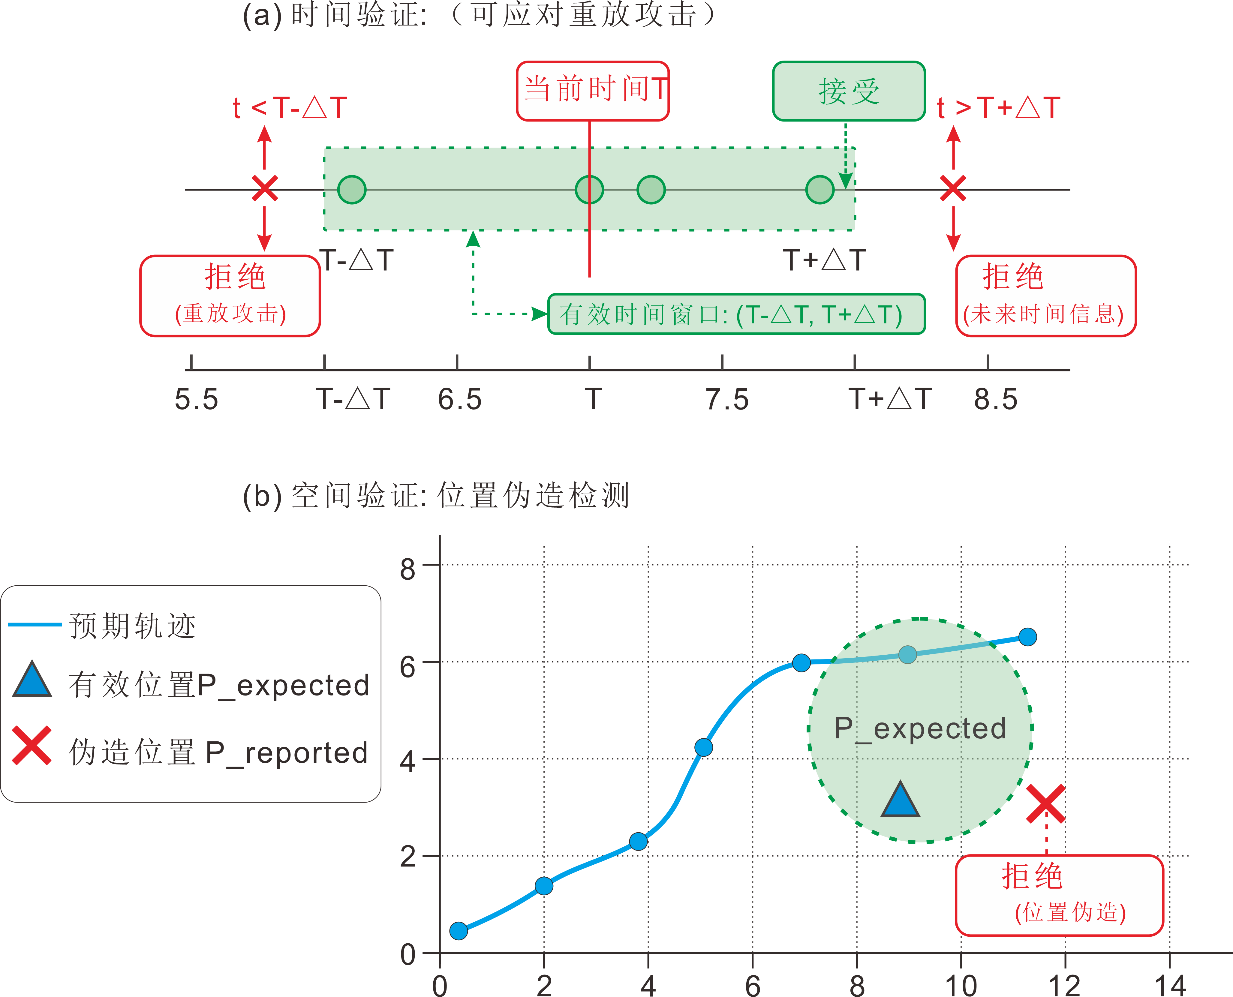 (a) 时间验证: （可应对重放攻击）
当前时间T
接受
t < T-△T
t > T+△T
T-△T
T+△T
拒绝
(重放攻击)
拒绝
(未来时间信息)
有效时间窗口: (T-△T, T+△T)
5.5 T-△T 6.5 T 7.5 T+△T 8.5
(b) 空间验证: 位置伪造检测
预期轨迹
有效位置P_expected
伪造位置 P_reported
8
6
4
2
0
P_expected
拒绝
(位置伪造)
0 2 4 6 8 10 12 14